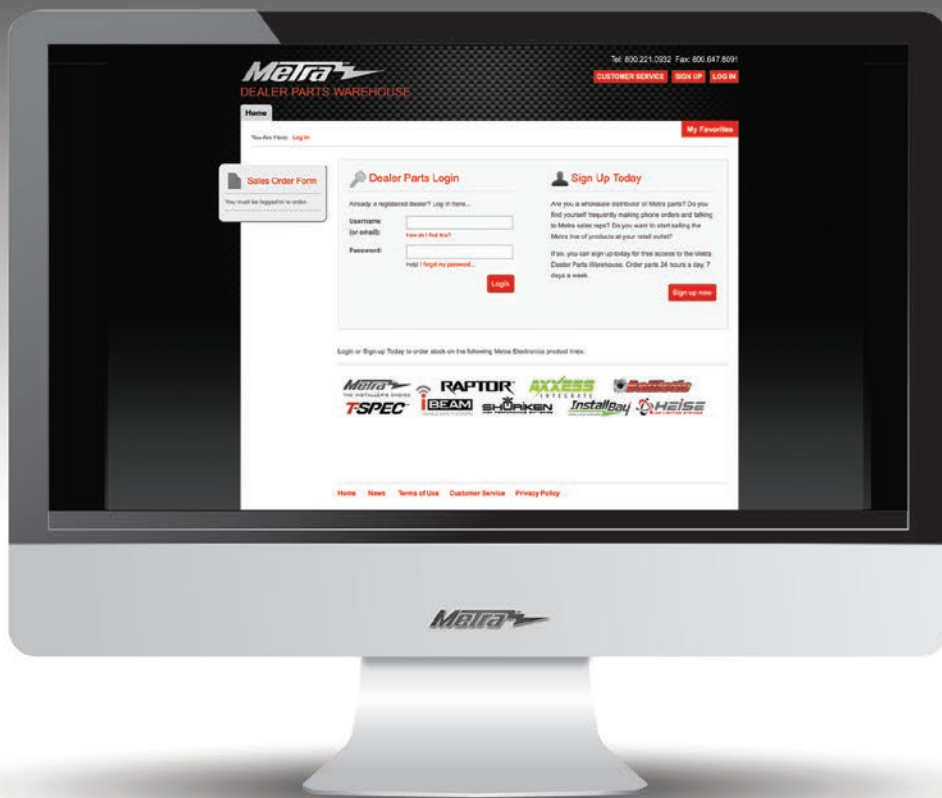 Metra
DEALER PARTS WAREHOUSE
Tel: 800.221.0932 Fax: 800.647.8091
CUSTOMER SERVICE SIGN UP LOG IN
Home
My Favorites
You Are Here: Log In
Sales Order Form
You must be logged in to order.
Dealer Parts Login
Already a registered dealer? Log in here...
Username
(or email):
How do I find this?
Password:
Help! I forgot my password...
Login
Sign Up Today
Are you a wholesale distributor of Metra parts? Do you
find yourself frequently making phone orders and talking
to Metra sales reps? Do you want to start selling the
Metra line of products at your retail outlet?
If so, you can sign up today for free access to the Metra
Dealer Parts Warehouse. Order parts 24 hours a day, 7
days a week.
Sign up now
Login or Sign-up Today to order stock on the following Metra Electronics product lines:
Metra RAPTOR AXXESS Ballistic
THE INSTALLER'S CHOICE INTEGRATE
T-SPEC iBEAM SHURIKEN InstallBay HEISE
Home News Terms of Use Customer Service Privacy Policy
Metra